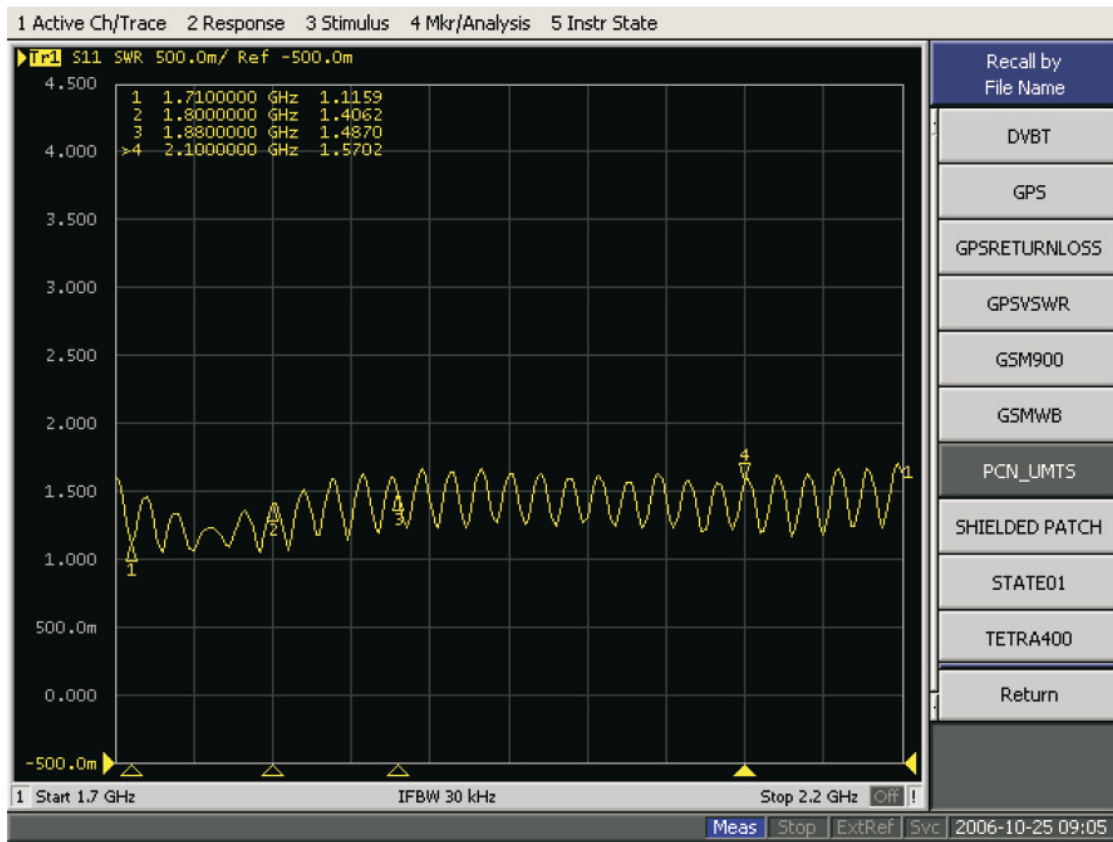 1 Active Ch/Trace 2 Response 3 Stimulus 4 Mkr/Analysis 5 Instr State
Tr1 S11 SWR 500.0m/ Ref -500.0m
1 1.7100000 GHz 1.1159
2 1.8000000 GHz 1.4062
3 1.8800000 GHz 1.4870
>4 2.1000000 GHz 1.5702
4.500
4.000
3.500
3.000
2.500
2.000
1.500
1.000
500.0m
0.000
-500.0m
1
2
3
4
1
1 Start 1.7 GHz IFBW 30 kHz Stop 2.2 GHz Off !
Recall by
File Name
DVBT
GPS
GPSRETURNLOSS
GPSVSWR
GSM900
GSMWB
PCN_UMTS
SHIELDED PATCH
STATE01
TETRA400
Return
Meas Stop ExtRef Svc 2006-10-25 09:05